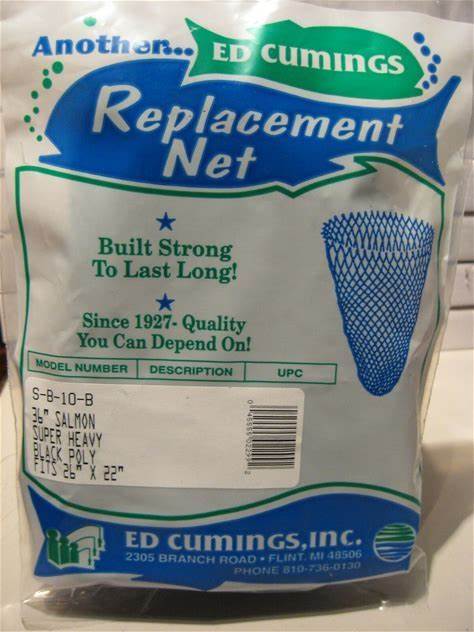 Another... ED CUMINGS
Replacement
Net
Built Strong
To Last Long!
Since 1927- Quality
You Can Depend On!
MODEL NUMBER DESCRIPTION UPC
S-B-10-B
36" SALMON
SUPER HEAVY
BLACK POLY
FITS 26" X 22"
ED CUMINGS, INC.
2305 BRANCH ROAD • FLINT, MI 48506
PHONE 810-736-0130